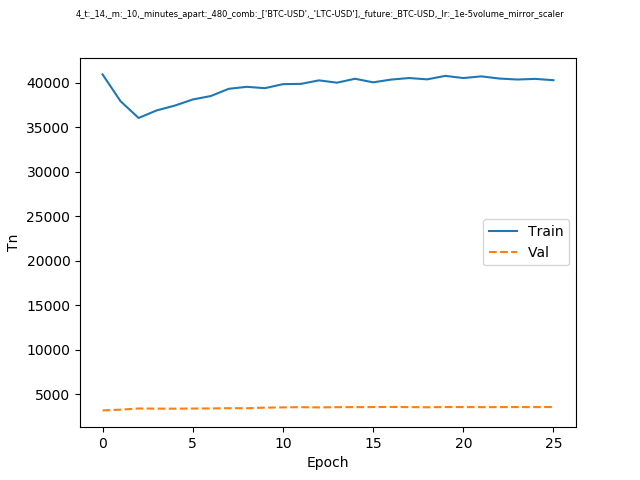 4_t:_14,_m:_10,_minutes_apart:_480_comb:_['BTC-USD',_'LTC-USD'],_future:_BTC-USD,_lr:_1e-5volume_mirror_scaler
40000
35000
30000
25000
20000
15000
10000
5000
Tn
Train
Val
0 5 10 15 20 25
Epoch